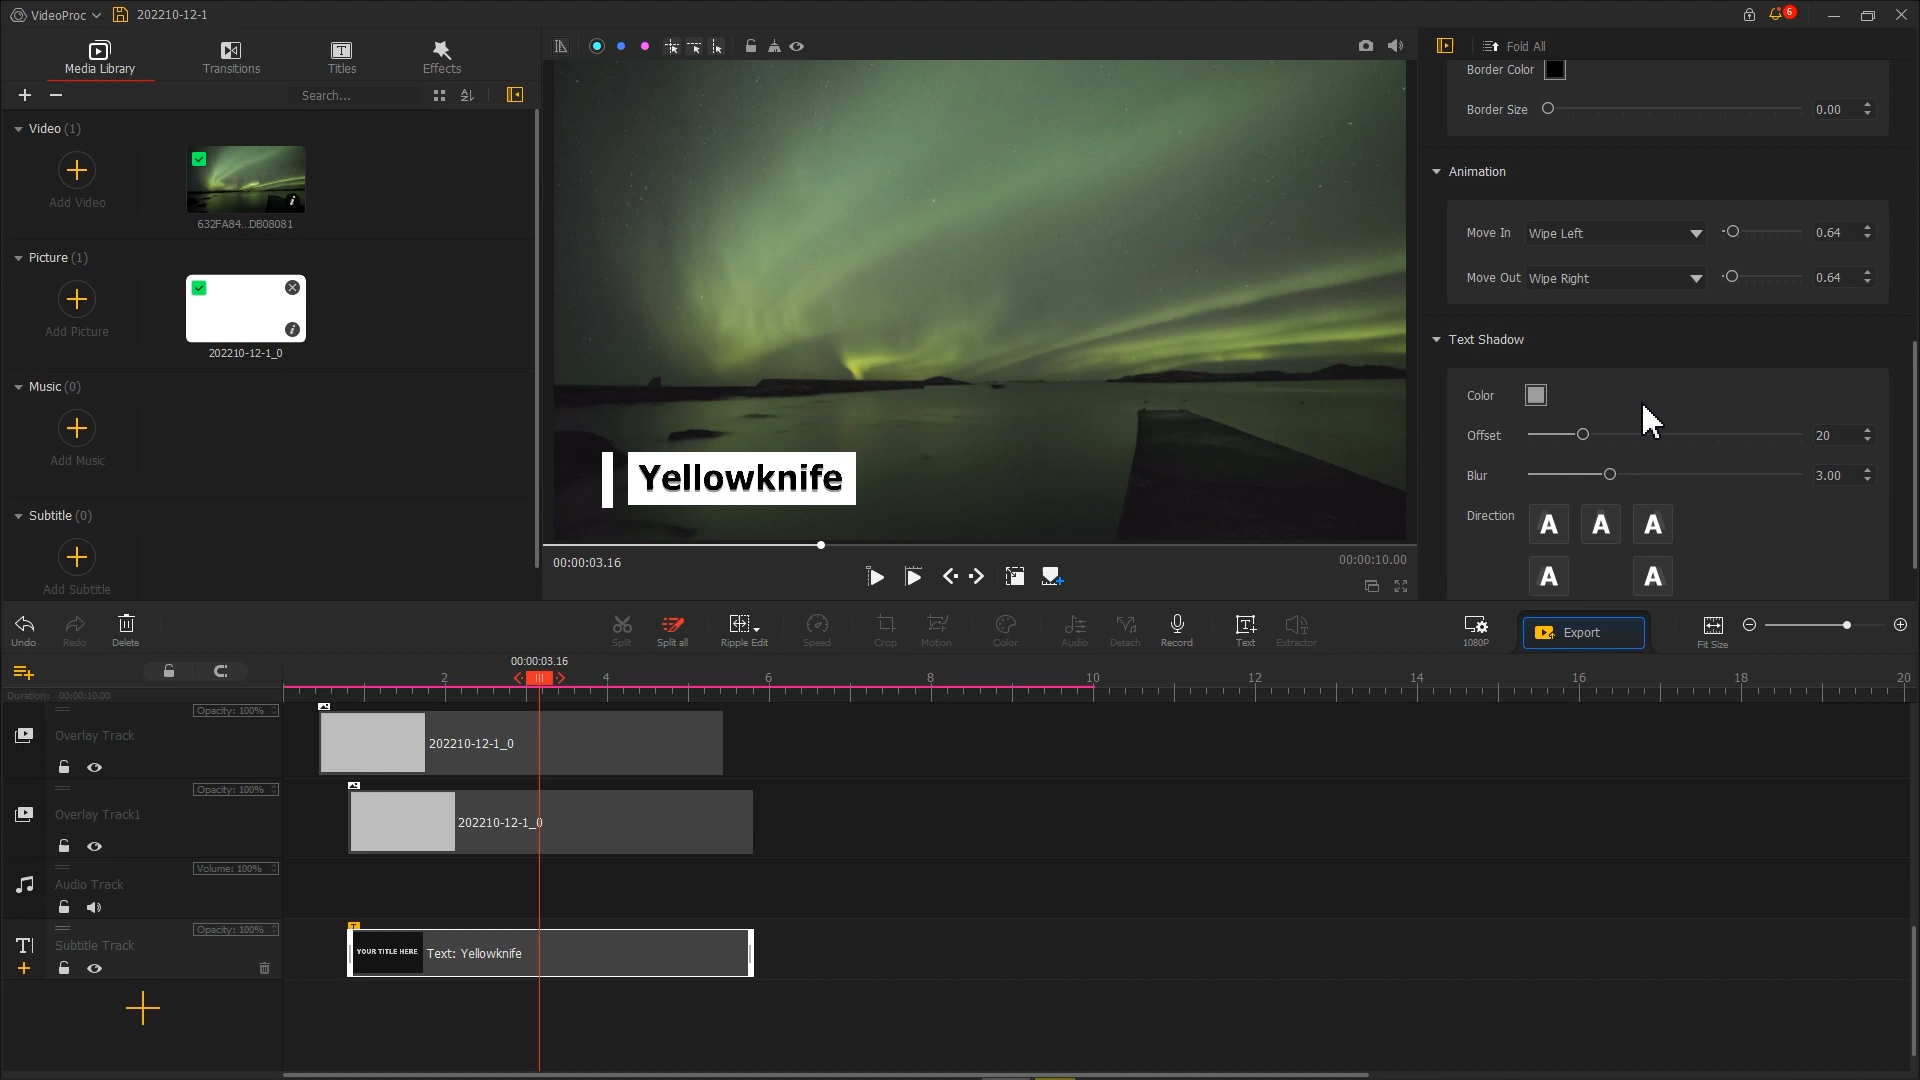 VideoProc
202210-12-1
6
Media Library
Transitions
Titles
Effects
Search...
Video (1)
Add Video
632FA84...DB08081
Picture (1)
Add Picture
202210-12-1_0
Music (0)
Add Music
Subtitle (0)
Add Subtitle
Yellowknife
00:00:03.16
00:00:10.00
Fold All
Border Color
Border Size
0.00
Animation
Move In
Wipe Left
0.64
Move Out
Wipe Right
0.64
Text Shadow
Color
Offset
20
Blur
3.00
Direction
A A A
A A
Undo
Redo
Delete
Split
Split all
Ripple Edit
Speed
Crop
Motion
Color
Audio
Detach
Record
Text
Extractor
1080P
Export
Fit Size
00:00:03.16
2 4 6 8 10 12 14 16 18 20
Duration: 00:00:10.00
Opacity: 100%
Overlay Track
202210-12-1_0
Opacity: 100%
Overlay Track1
202210-12-1_0
Volume: 100%
Audio Track
Opacity: 100%
Subtitle Track
YOUR TITLE HERE
Text: Yellowknife